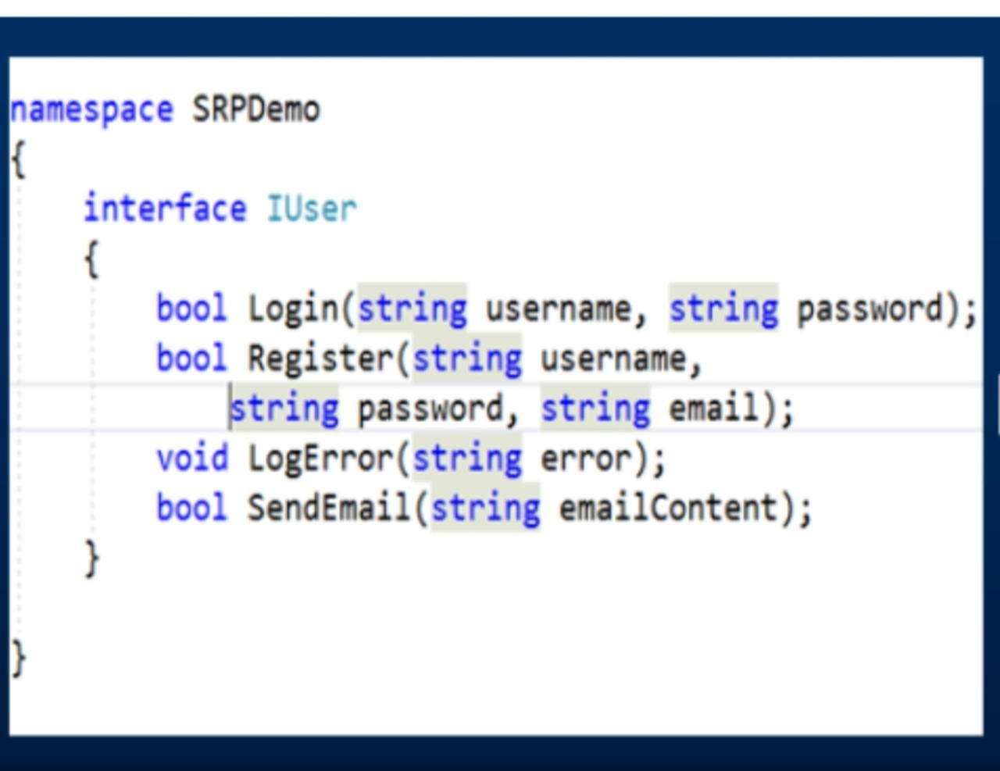 namespace SRPDemo
{
interface IUser
{
bool Login(string username, string password);
bool Register(string username,
string password, string email);
void LogError(string error);
bool SendEmail(string emailContent);
}
}